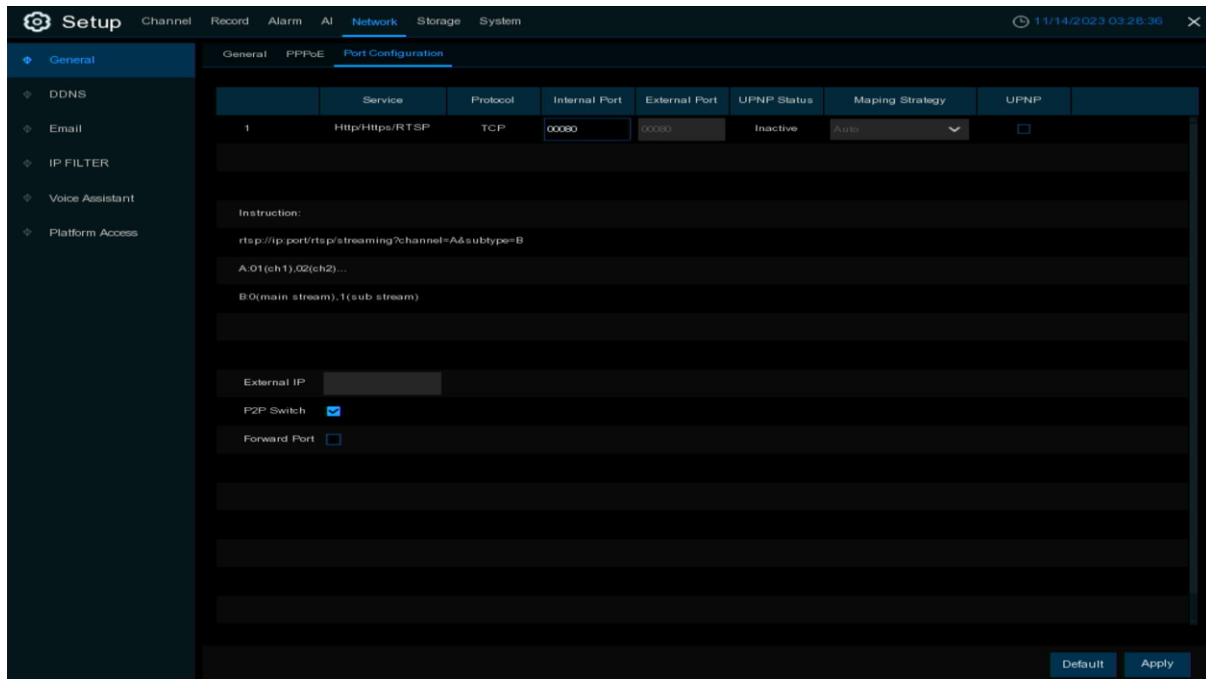 Setup Channel Record Alarm AI Network Storage System 11/14/2023 03:28:36
General PPPoE Port Configuration
General
DDNS
Email
IP FILTER
Voice Assistant
Platform Access
Service Protocol Internal Port External Port UPNP Status Maping Strategy UPNP
1 Http/Https/RTSP TCP 00080 00080 Inactive Auto
Instruction:
rtsp://ip:port/rtsp/streaming?channel=A&subtype=B
A:01(ch1),02(ch2)...
B:0(main stream),1(sub stream)
External IP
P2P Switch
Forward Port
Default Apply